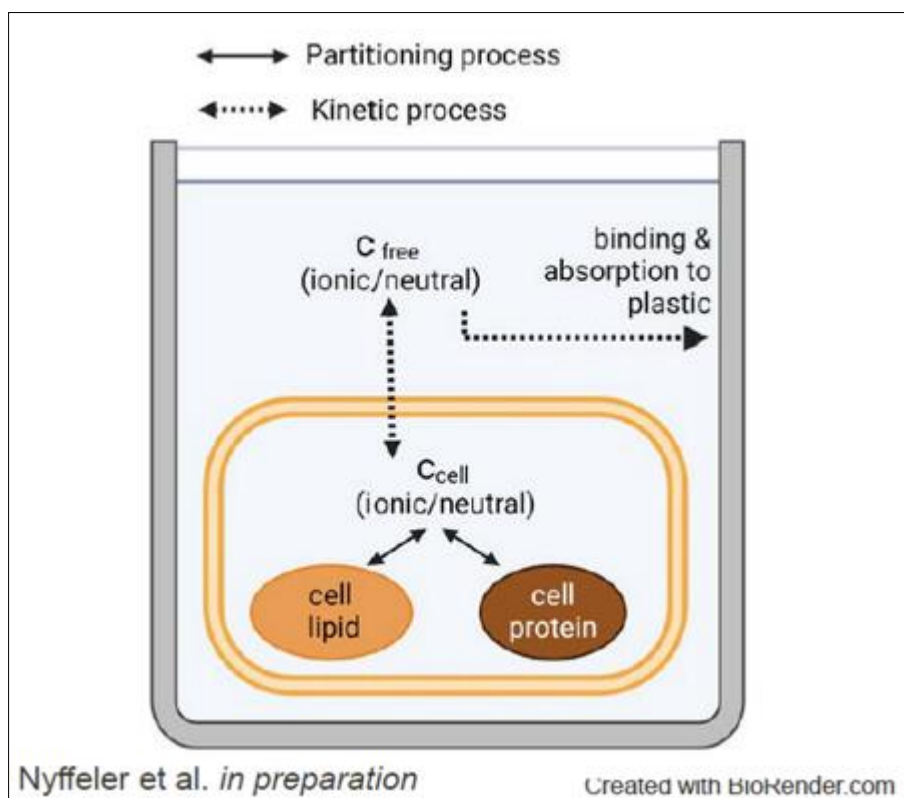 Partitioning process
Kinetic process
C free
(ionic/neutral)
binding &
absorption to
plastic
Ccell
(ionic/neutral)
cell
lipid
cell
protein
Nyffeler et al. in preparation
Created with BioRender.com